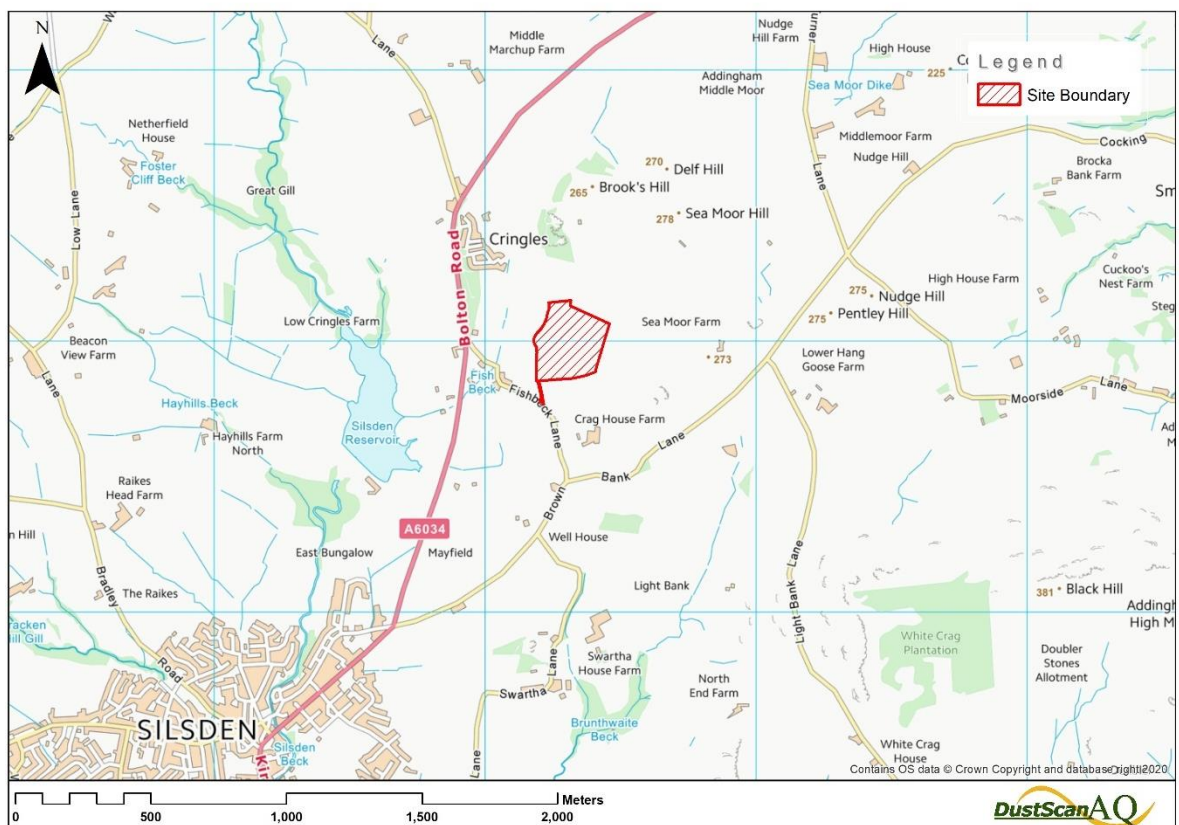 N
Lane
Middle
Marchup Farm
Nudge
Hill Farm
High House
225
Legend
Site Boundary
Addingham
Middle Moor
Sea Moor Dike
Netherfield
House
Foster
Cliff Beck
Great Gill
Low Lane
Middlemoor Farm
Nudge Hill
Cocking
Brocka
Bank Farm
Lane
270 Delf Hill
265 Brook's Hill
278 Sea Moor Hill
Cringles
Bolton Road
High House Farm
Cuckoo's
Nest Farm
275 Nudge Hill
275 Pentley Hill
Low Cringles Farm
Sea Moor Farm
273
Beacon
View Farm
Lane
Lower Hang
Goose Farm
Fish
Beck
Fishbeck Lane
Hayhills Beck
Hayhills Farm
North
Silsden
Reservoir
Crag House Farm
Moorside Lane
Brown Bank Lane
Raikes
Head Farm
A6034
East Bungalow
Mayfield
Well House
Bradley
Road
The Raikes
Light Bank
Light Bank Lane
381 Black Hill
White Crag
Plantation
Doubler
Stones
Allotment
Swartha
House Farm
Swartha Lane
North
End Farm
Brunthwaite
Beck
Lane
SILSDEN
Silsden
Beck
White Crag
House
Contains OS data © Crown Copyright and database right 2020
0 500 1,000 1,500 2,000 Meters
DustScanAQ